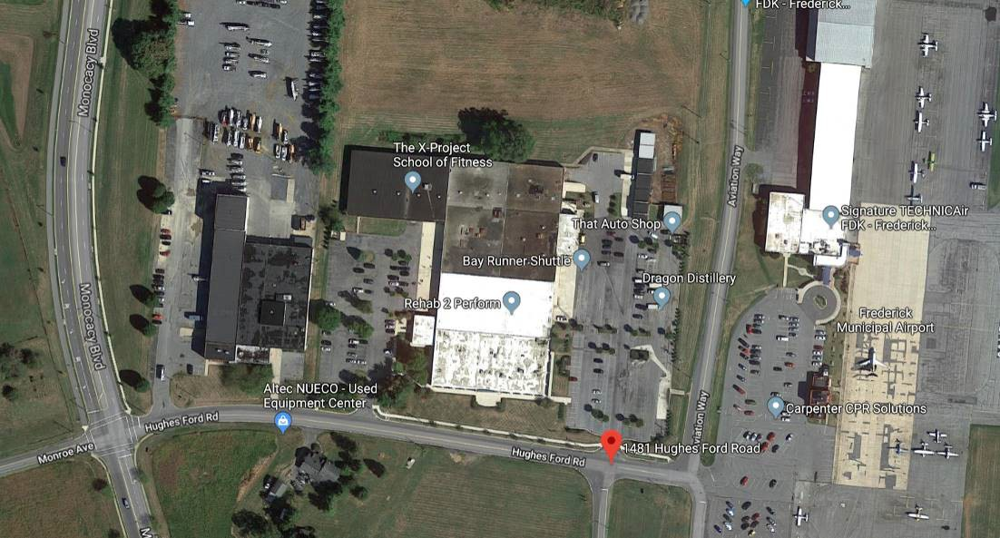 FDK - Frederick...
Monocacy Blvd
The X-Project
School of Fitness
Aviation Way
That Auto Shop
Signature TECHNICAir
FDK - Frederick...
Bay Runner Shuttle
Dragon Distillery
Rehab 2 Perform
Frederick
Municipal Airport
Monocacy Blvd
Altec NUECO - Used
Equipment Center
Carpenter CPR Solutions
Aviation Way
Hughes Ford Rd
Monroe Ave
Hughes Ford Rd
1481 Hughes Ford Road
M